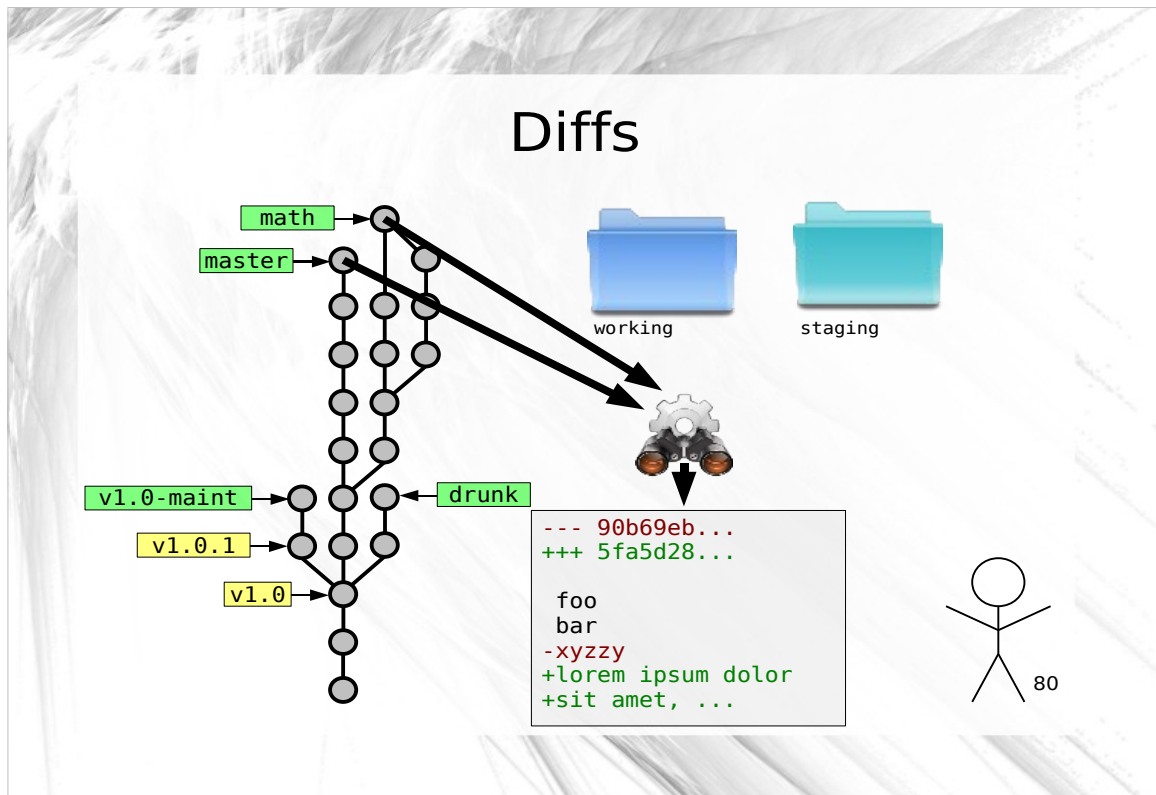 Diffs
math
master
working
staging
v1.0-maint
drunk
v1.0.1
v1.0
--- 90b69eb...
+++ 5fa5d28...
foo
bar
-xyzzy
+lorem ipsum dolor
+sit amet, ...
80